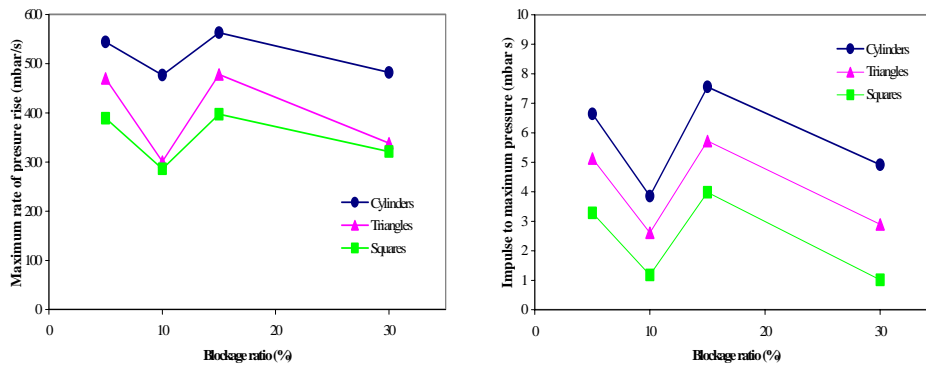 600
500
400
300
200
100
0
0 10 20 30
Maximum rate of presure rise (mbar/s)
Blockage ratio (%)
Cylinders
Triangles
Squares
10
9
8
7
6
5
4
3
2
1
0
0 10 20 30
Impulse to maximum pressure (mbar s)
Blockage ratio (%)
Cylinders
Triangles
Squares